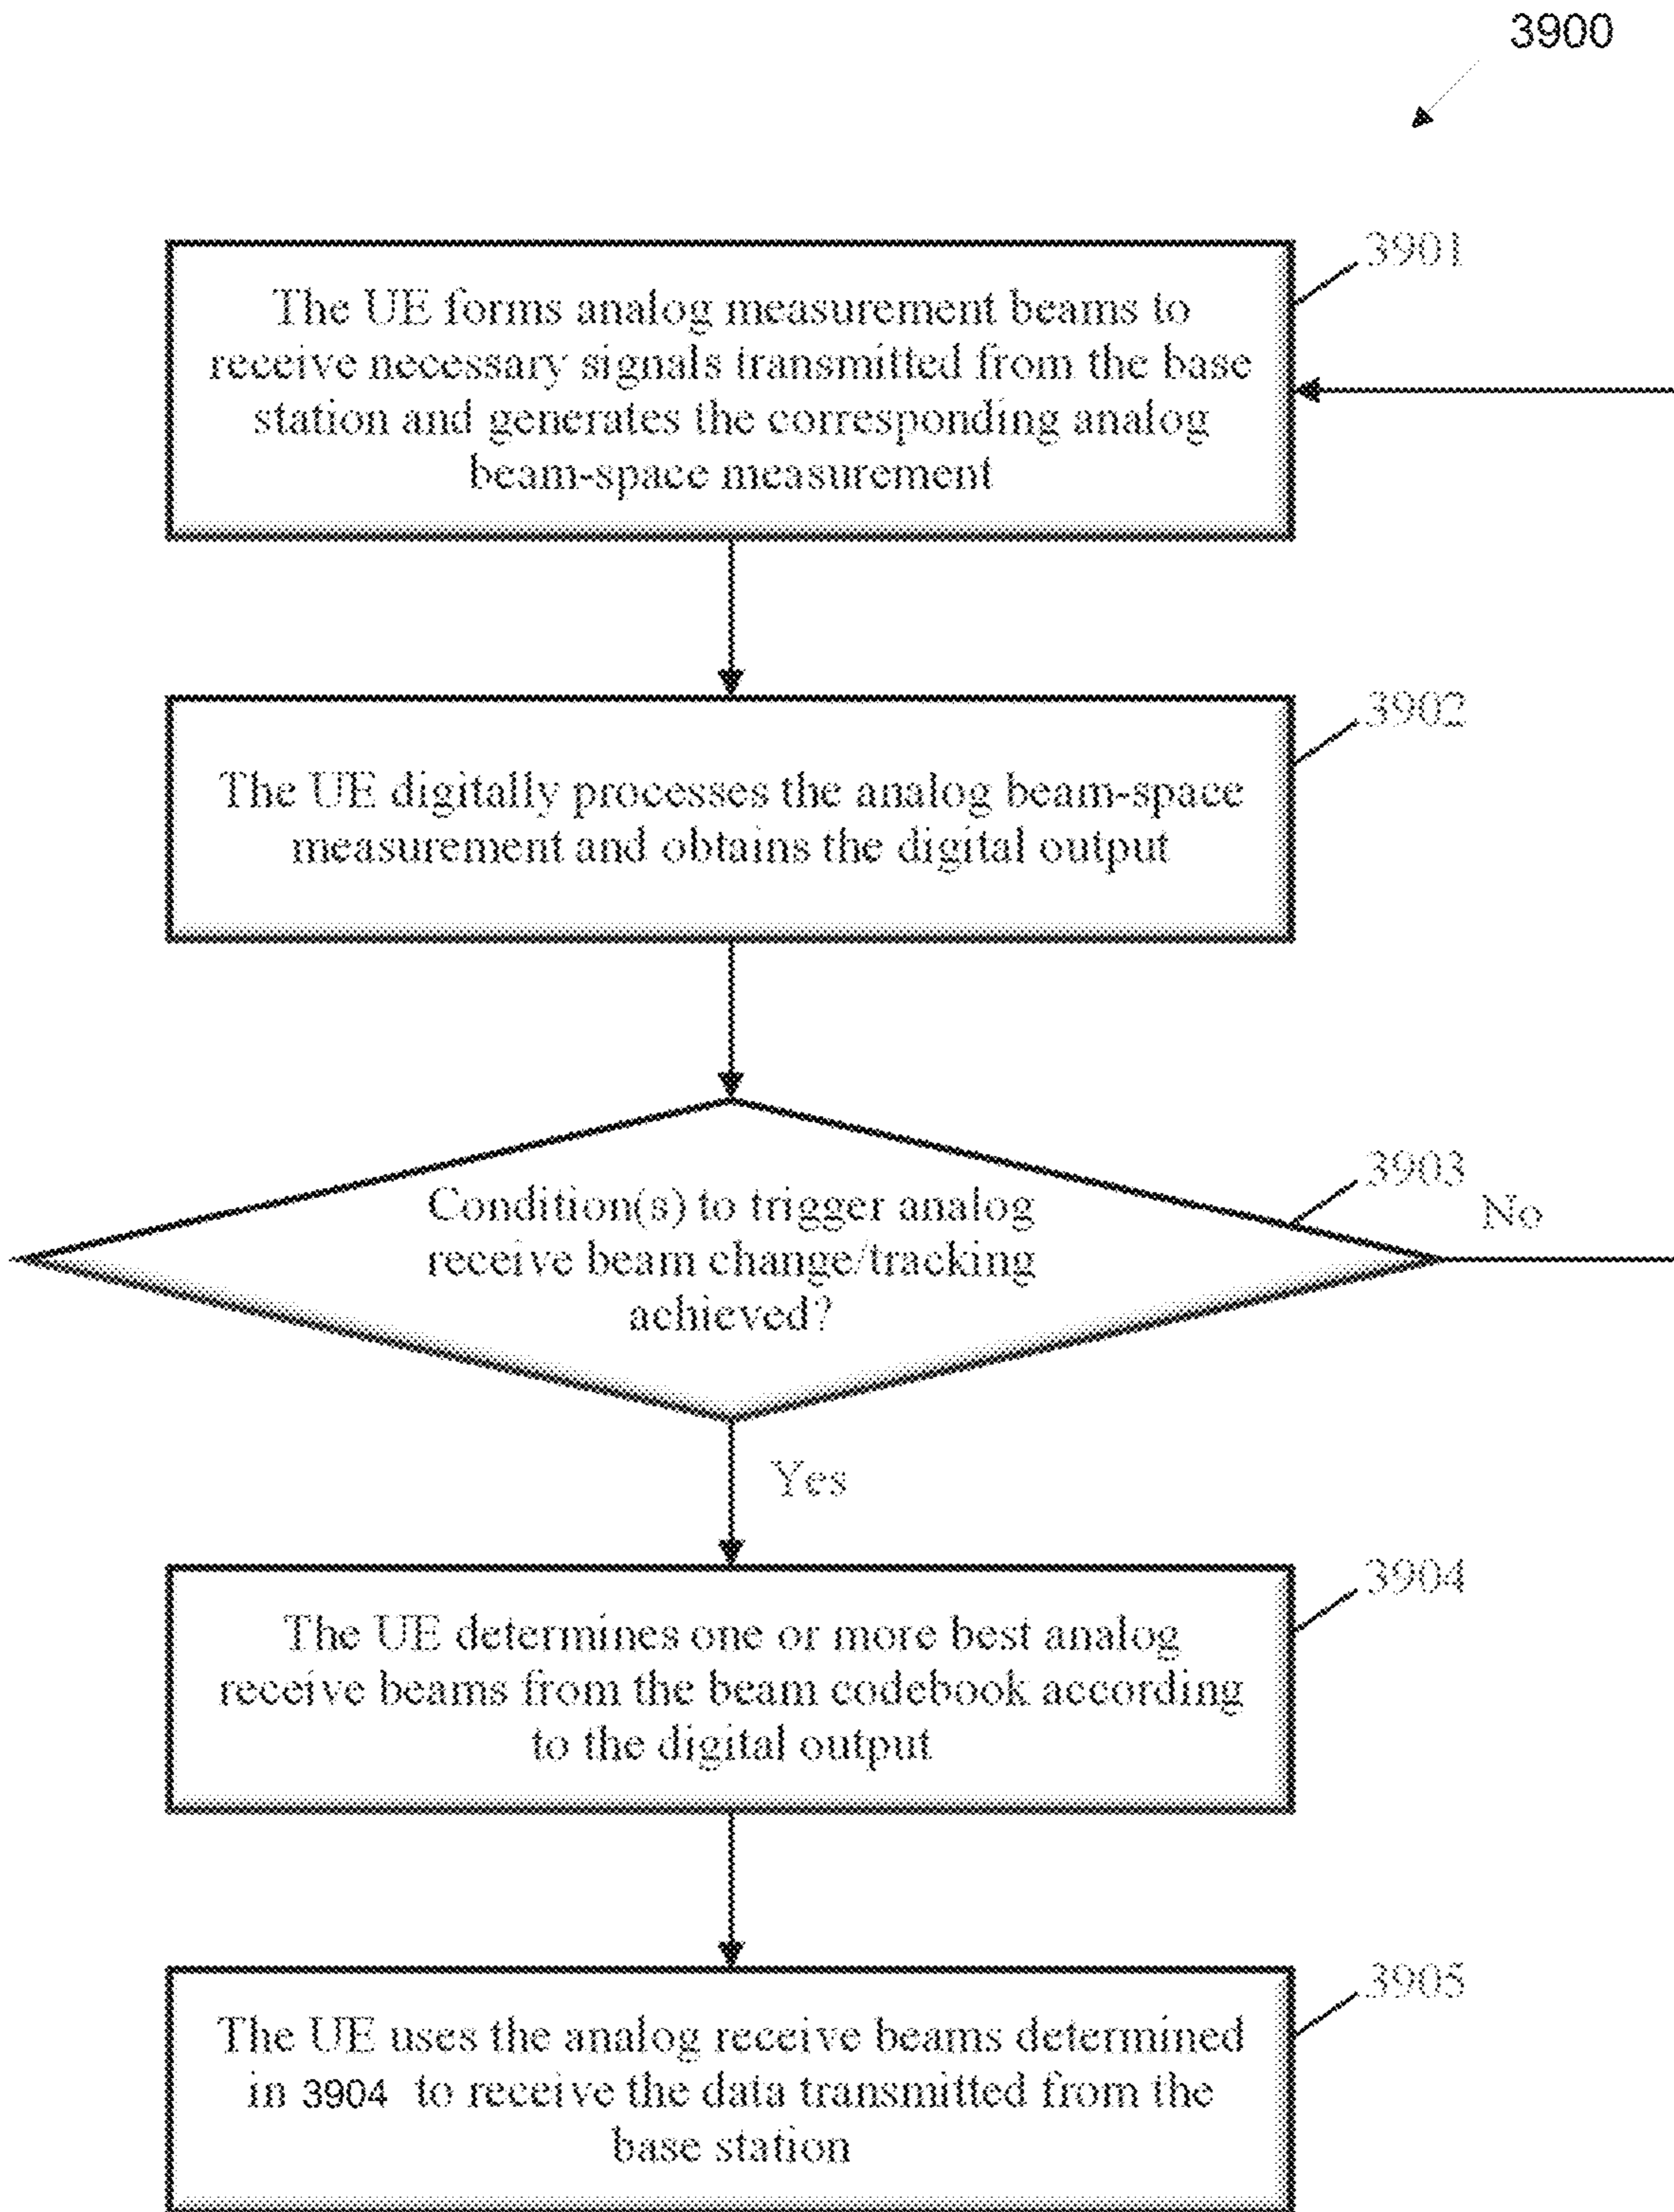 3900
3901
The UE forms analog measurement beams to
receive necessary signals transmitted from the base
station and generates the corresponding analog
beam-space measurement
3902
The UE digitally processes the analog beam-space
measurement and obtains the digital output
3903
No
Condition(s) to trigger analog
receive beam change/tracking
achieved?
Yes
3904
The UE determines one or more best analog
receive beams from the beam codebook according
to the digital output
3905
The UE uses the analog receive beams determined
in 3904 to receive the data transmitted from the
base station